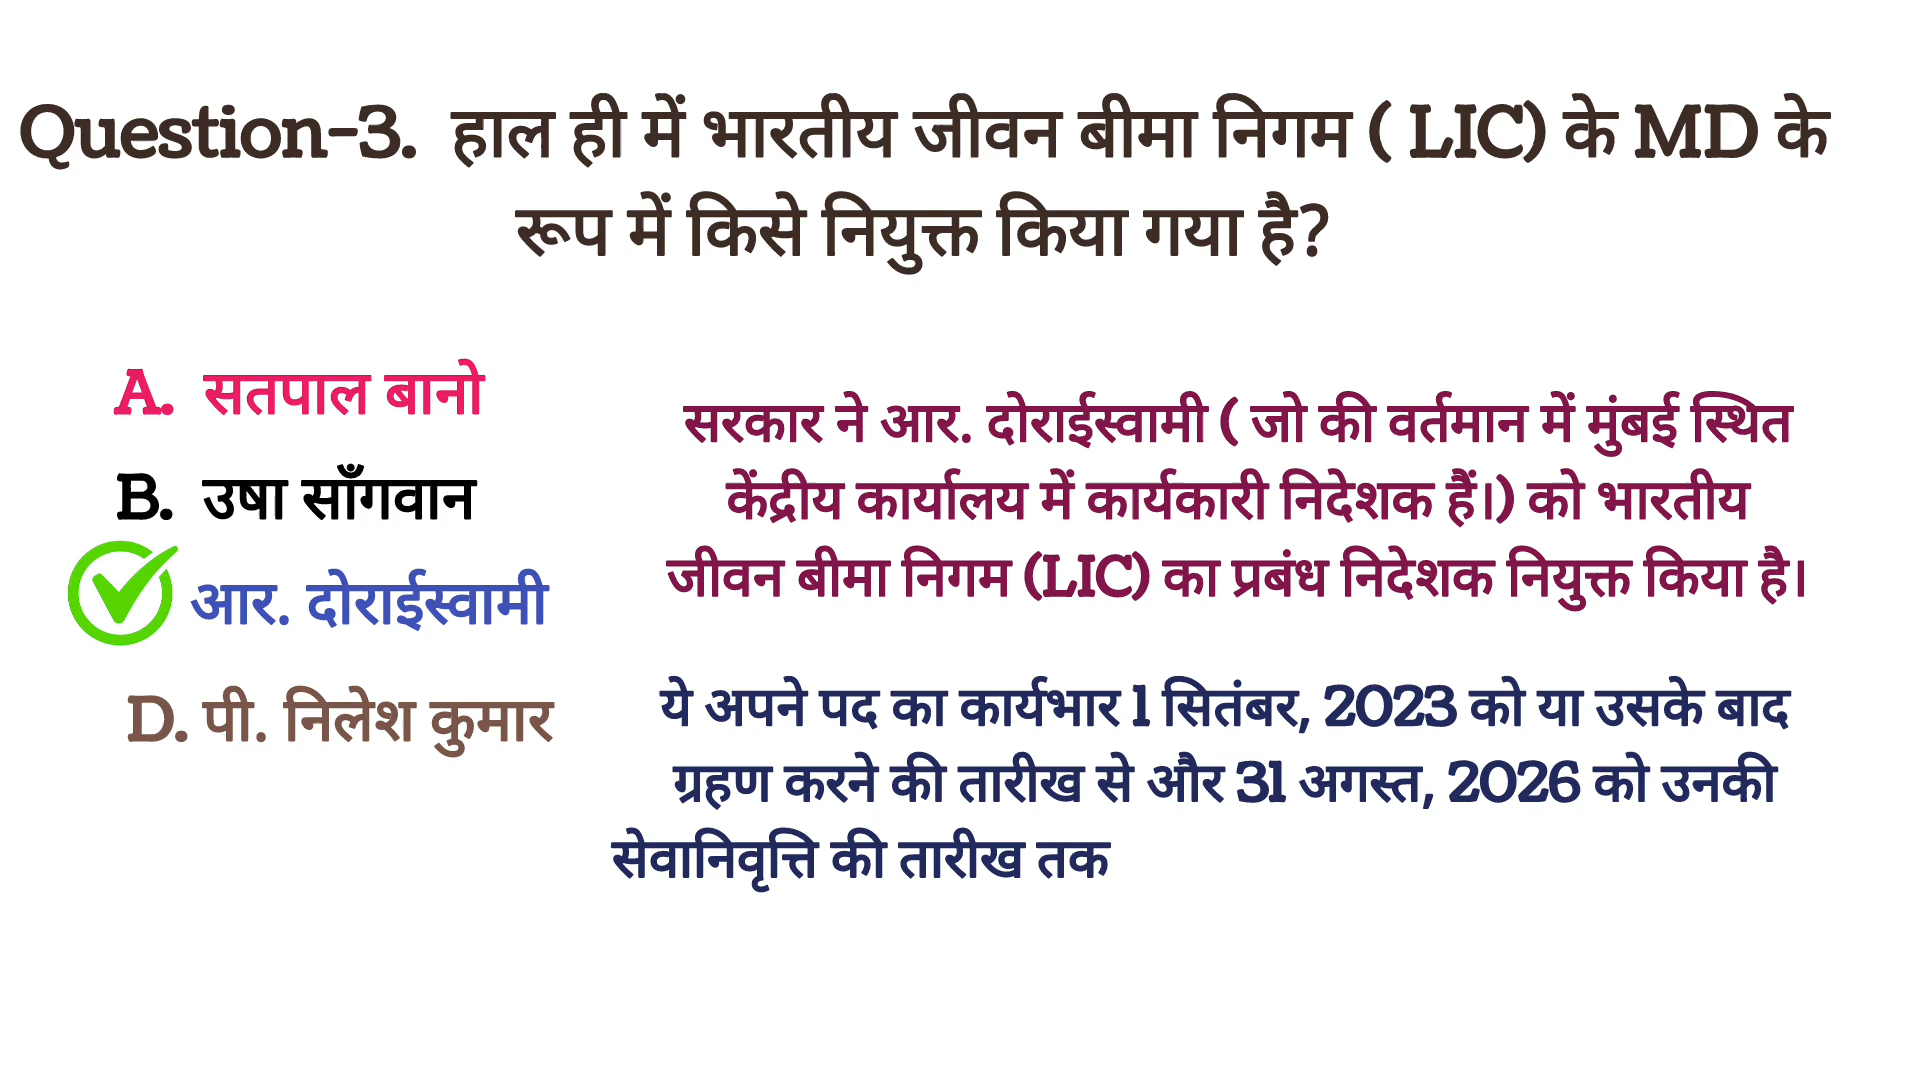 Question-3. हाल ही में भारतीय जीवन बीमा निगम ( LIC) के MD के
रूप में किसे नियुक्त किया गया है?
A. सतपाल बानो
B. उषा साँगवान
आर. दोराईस्वामी
D. पी. निलेश कुमार
सरकार ने आर. दोराईस्वामी ( जो की वर्तमान में मुंबई स्थित
केंद्रीय कार्यालय में कार्यकारी निदेशक हैं।) को भारतीय
जीवन बीमा निगम (LIC) का प्रबंध निदेशक नियुक्त किया है।
ये अपने पद का कार्यभार 1 सितंबर, 2023 को या उसके बाद
ग्रहण करने की तारीख से और 31 अगस्त, 2026 को उनकी
सेवानिवृत्ति की तारीख तक